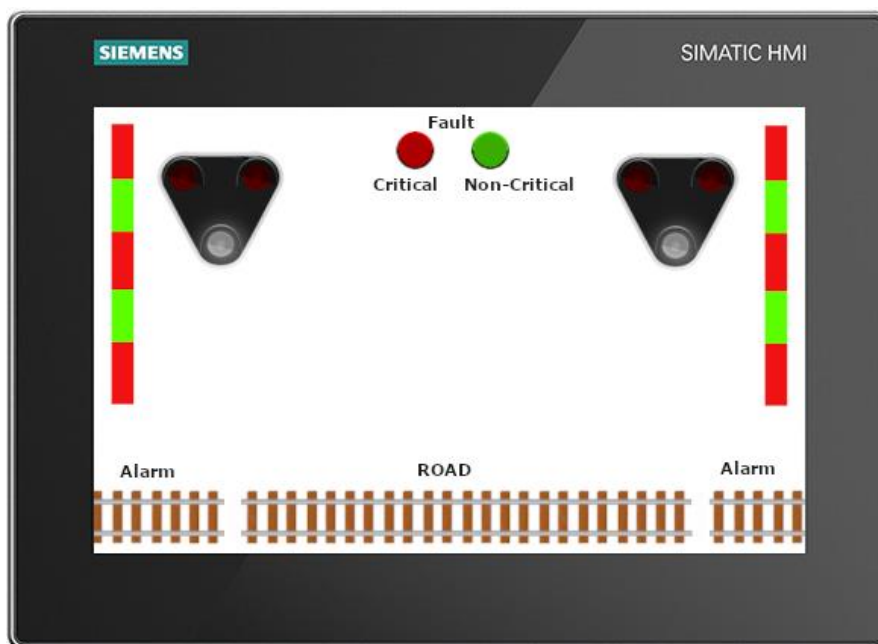 SIEMENS
SIMATIC HMI
Fault
Critical
Non-Critical
Alarm
ROAD
Alarm